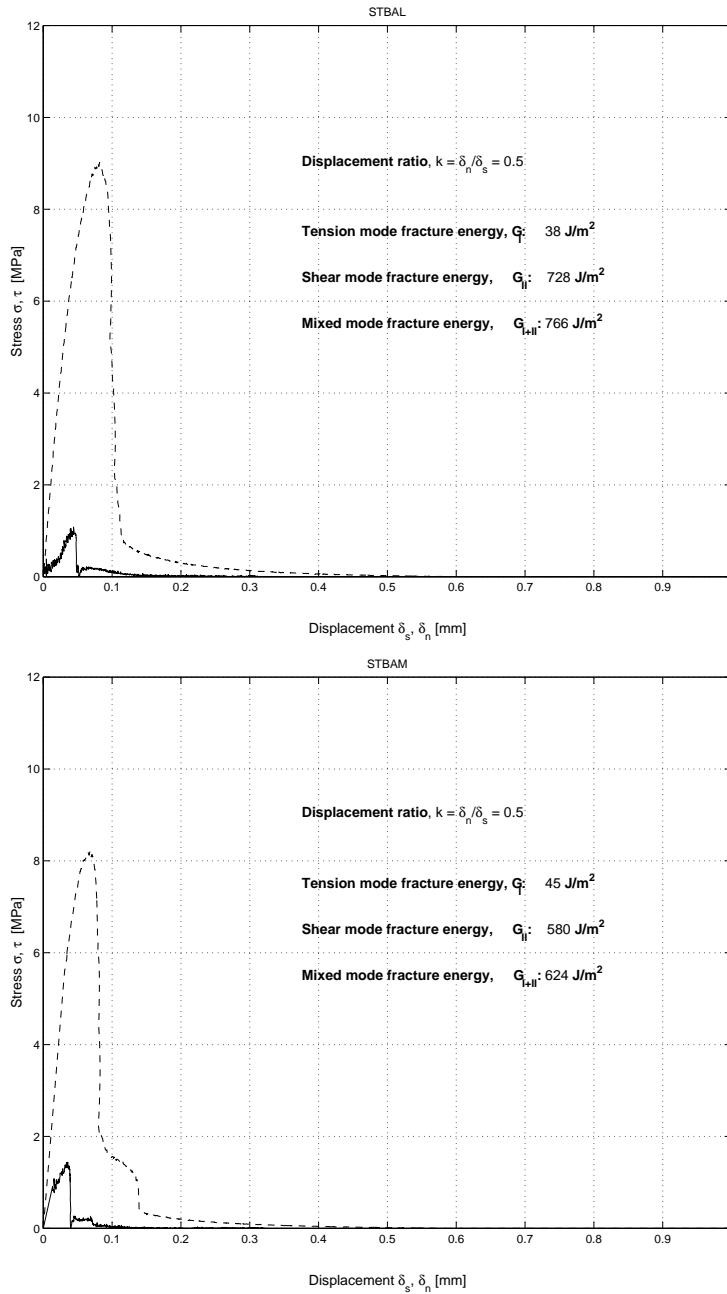 STBAL
12
10
8
6
4
2
0
Stress σ, τ [MPa]
Displacement ratio, k = δn/δs = 0.5
Tension mode fracture energy, GI: 38 J/m2
Shear mode fracture energy, GII: 728 J/m2
Mixed mode fracture energy, GI+II: 766 J/m2
0 0.1 0.2 0.3 0.4 0.5 0.6 0.7 0.8 0.9
Displacement δs, δn [mm]
STBAM
12
10
8
6
4
2
0
Stress σ, τ [MPa]
Displacement ratio, k = δn/δs = 0.5
Tension mode fracture energy, GI: 45 J/m2
Shear mode fracture energy, GII: 580 J/m2
Mixed mode fracture energy, GI+II: 624 J/m2
0 0.1 0.2 0.3 0.4 0.5 0.6 0.7 0.8 0.9
Displacement δs, δn [mm]